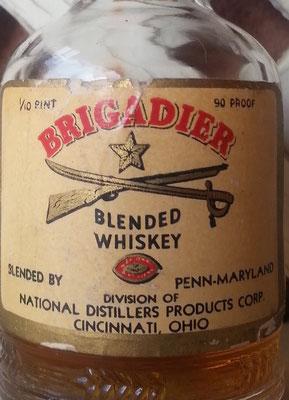 1/10 PINT 90 PROOF
BRIGADIER
BLENDED
WHISKEY
BLENDED BY PENN-MARYLAND
DIVISION OF
NATIONAL DISTILLERS PRODUCTS CORP.
CINCINNATI, OHIO